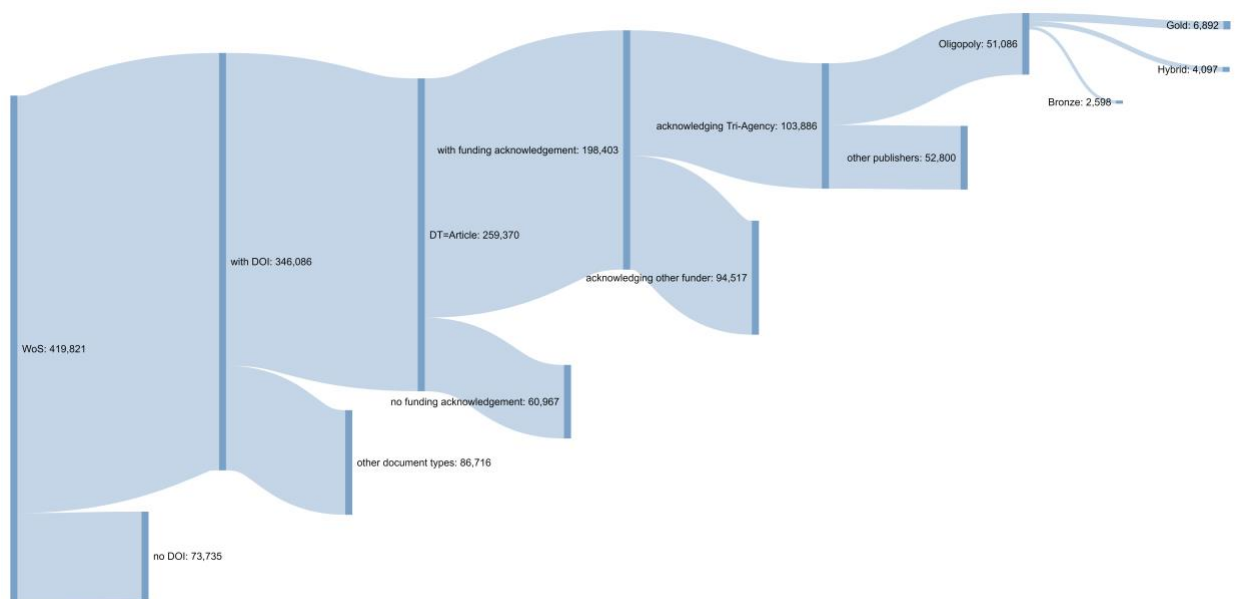 Gold: 6,892
Oligopoly: 51,086
Hybrid: 4,097
Bronze: 2,598
acknowledging Tri-Agency: 103,886
with funding acknowledgement: 198,403
other publishers: 52,800
DT=Article: 259,370
with DOI: 346,086
acknowledging other funder: 94,517
WoS: 419,821
no funding acknowledgement: 60,967
other document types: 86,716
no DOI: 73,735